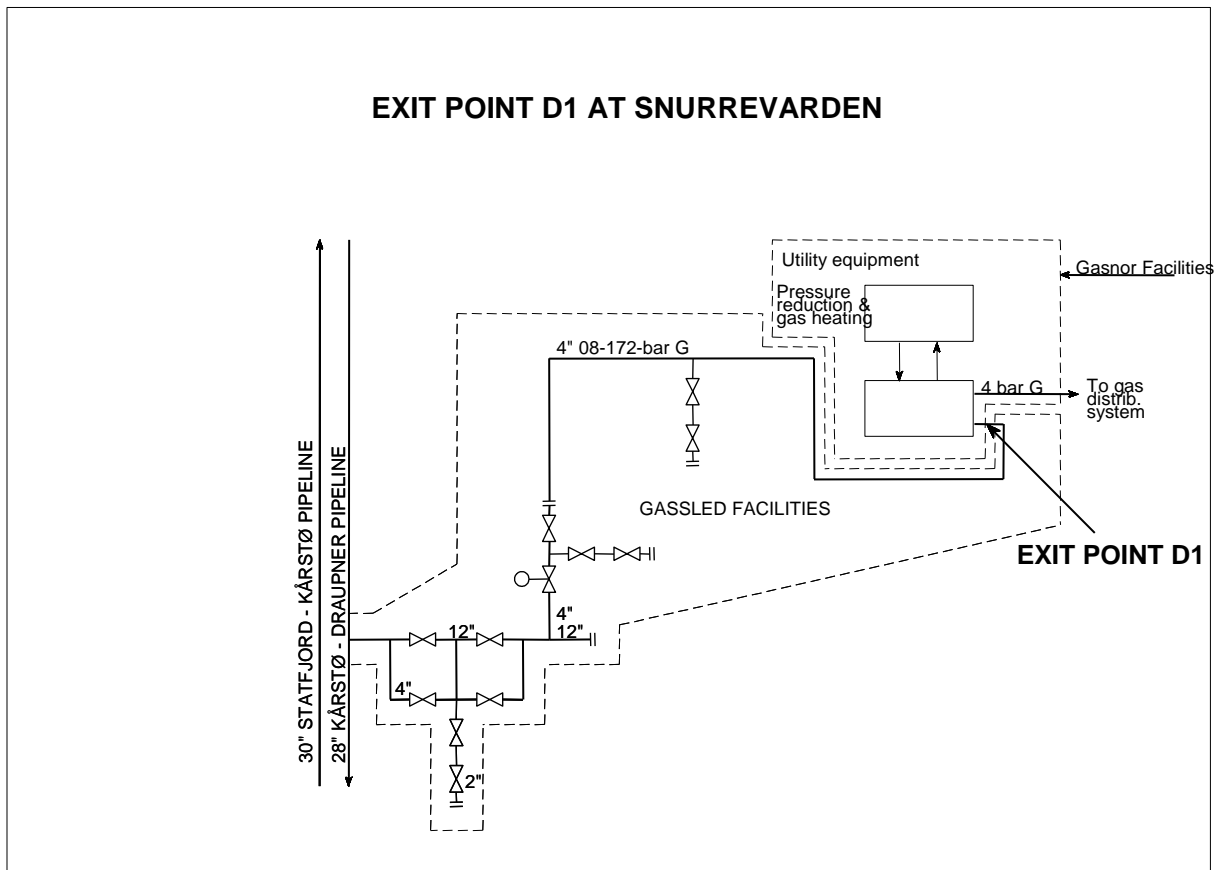 EXIT POINT D1 AT SNURREVARDEN
Utility equipment
Gasnor Facilities
Pressure
reduction &
gas heating
4" 08-172-bar G
4 bar G
To gas
distrib.
system
GASSLED FACILITIES
EXIT POINT D1
30" STATFJORD - KÅRSTØ PIPELINE
28" KÅRSTØ - DRAUPNER PIPELINE
4"
12"
12"
4"
2"